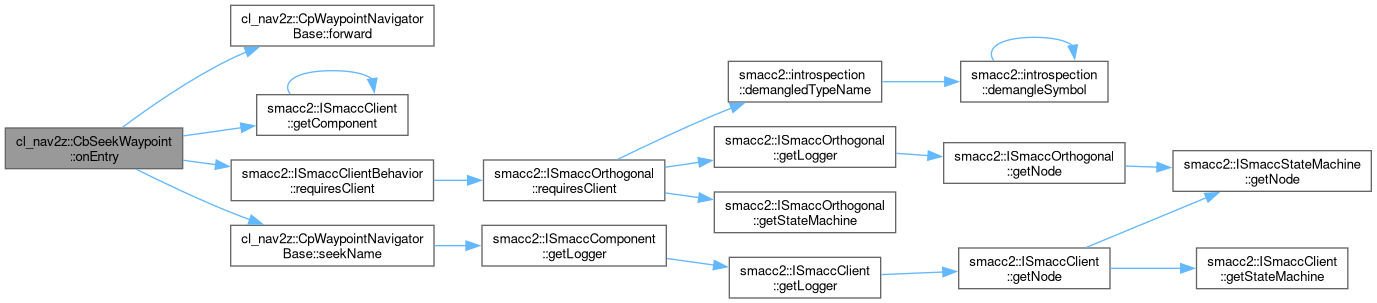 cl_nav2z::CbSeekWaypoint
::onEntry
cl_nav2z::CpWaypointNavigator
Base::forward
smacc2::ISmaccClient
::getComponent
smacc2::ISmaccClientBehavior
::requiresClient
cl_nav2z::CpWaypointNavigator
Base::seekName
smacc2::ISmaccOrthogonal
::requiresClient
smacc2::ISmaccComponent
::getLogger
smacc2::introspection
::demangledTypeName
smacc2::ISmaccOrthogonal
::getLogger
smacc2::ISmaccOrthogonal
::getStateMachine
smacc2::ISmaccClient
::getLogger
smacc2::introspection
::demangleSymbol
smacc2::ISmaccOrthogonal
::getNode
smacc2::ISmaccClient
::getNode
smacc2::ISmaccStateMachine
::getNode
smacc2::ISmaccClient
::getStateMachine